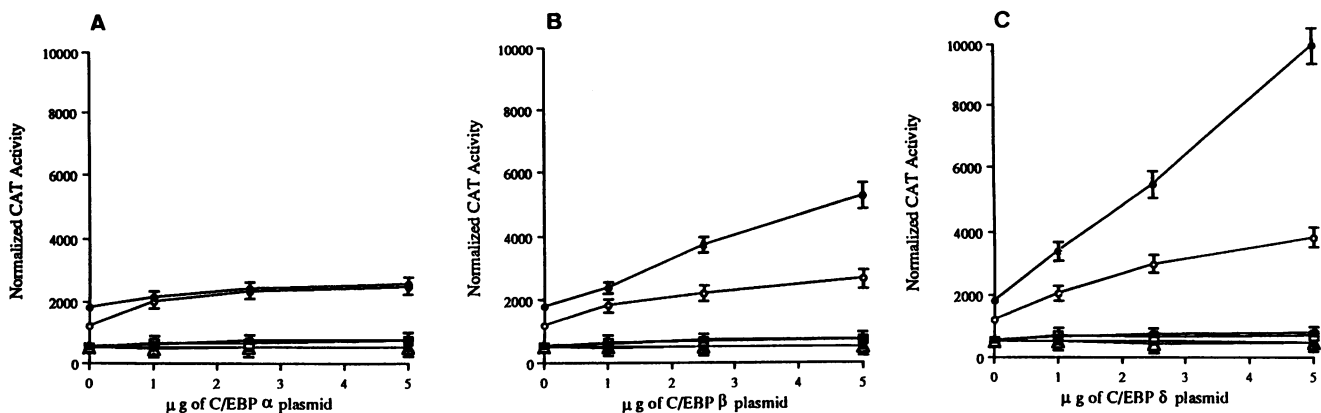 A
Normalized CAT Activity
10000
8000
6000
4000
2000
0
0 1 2 3 4 5
μ g of C/EBP α plasmid
B
Normalized CAT Activity
10000
8000
6000
4000
2000
0
0 1 2 3 4 5
μ g of C/EBP β plasmid
C
Normalized CAT Activity
10000
8000
6000
4000
2000
0
0 1 2 3 4 5
μ g of C/EBP δ plasmid